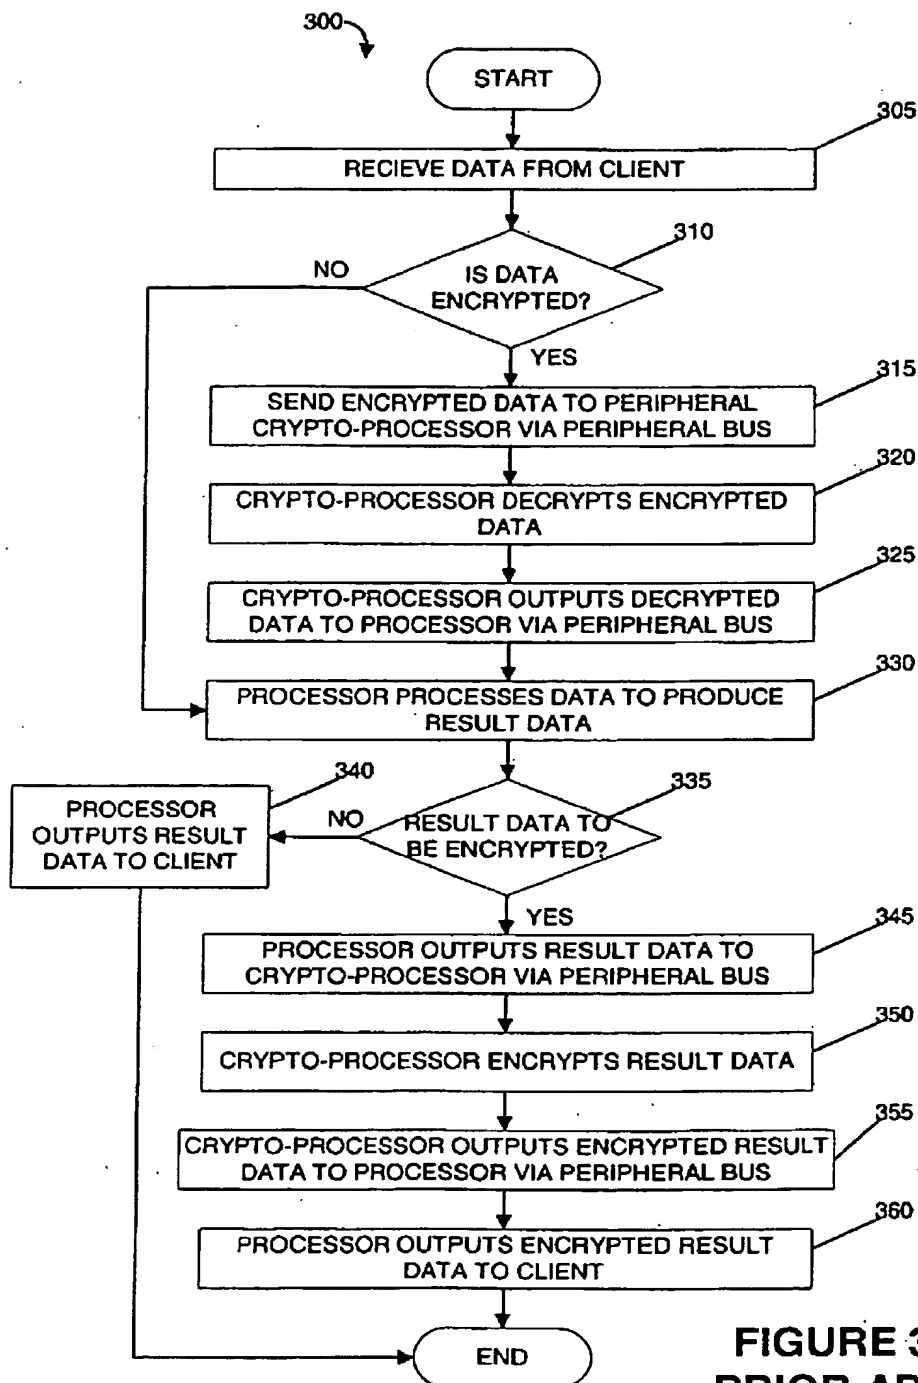 300
START
305
RECIEVE DATA FROM CLIENT
310
NO
IS DATA
ENCRYPTED?
YES
315
SEND ENCRYPTED DATA TO PERIPHERAL
CRYPTO-PROCESSOR VIA PERIPHERAL BUS
320
CRYPTO-PROCESSOR DECRYPTS ENCRYPTED
DATA
325
CRYPTO-PROCESSOR OUTPUTS DECRYPTED
DATA TO PROCESSOR VIA PERIPHERAL BUS
330
PROCESSOR PROCESSES DATA TO PRODUCE
RESULT DATA
340
335
PROCESSOR
OUTPUTS RESULT
DATA TO CLIENT
NO
RESULT DATA TO
BE ENCRYPTED?
YES
345
PROCESSOR OUTPUTS RESULT DATA TO
CRYPTO-PROCESSOR VIA PERIPHERAL BUS
350
CRYPTO-PROCESSOR ENCRYPTS RESULT DATA
355
CRYPTO-PROCESSOR OUTPUTS ENCRYPTED RESULT
DATA TO PROCESSOR VIA PERIPHERAL BUS
360
PROCESSOR OUTPUTS ENCRYPTED RESULT
DATA TO CLIENT
END
FIGURE 3
PRIOR